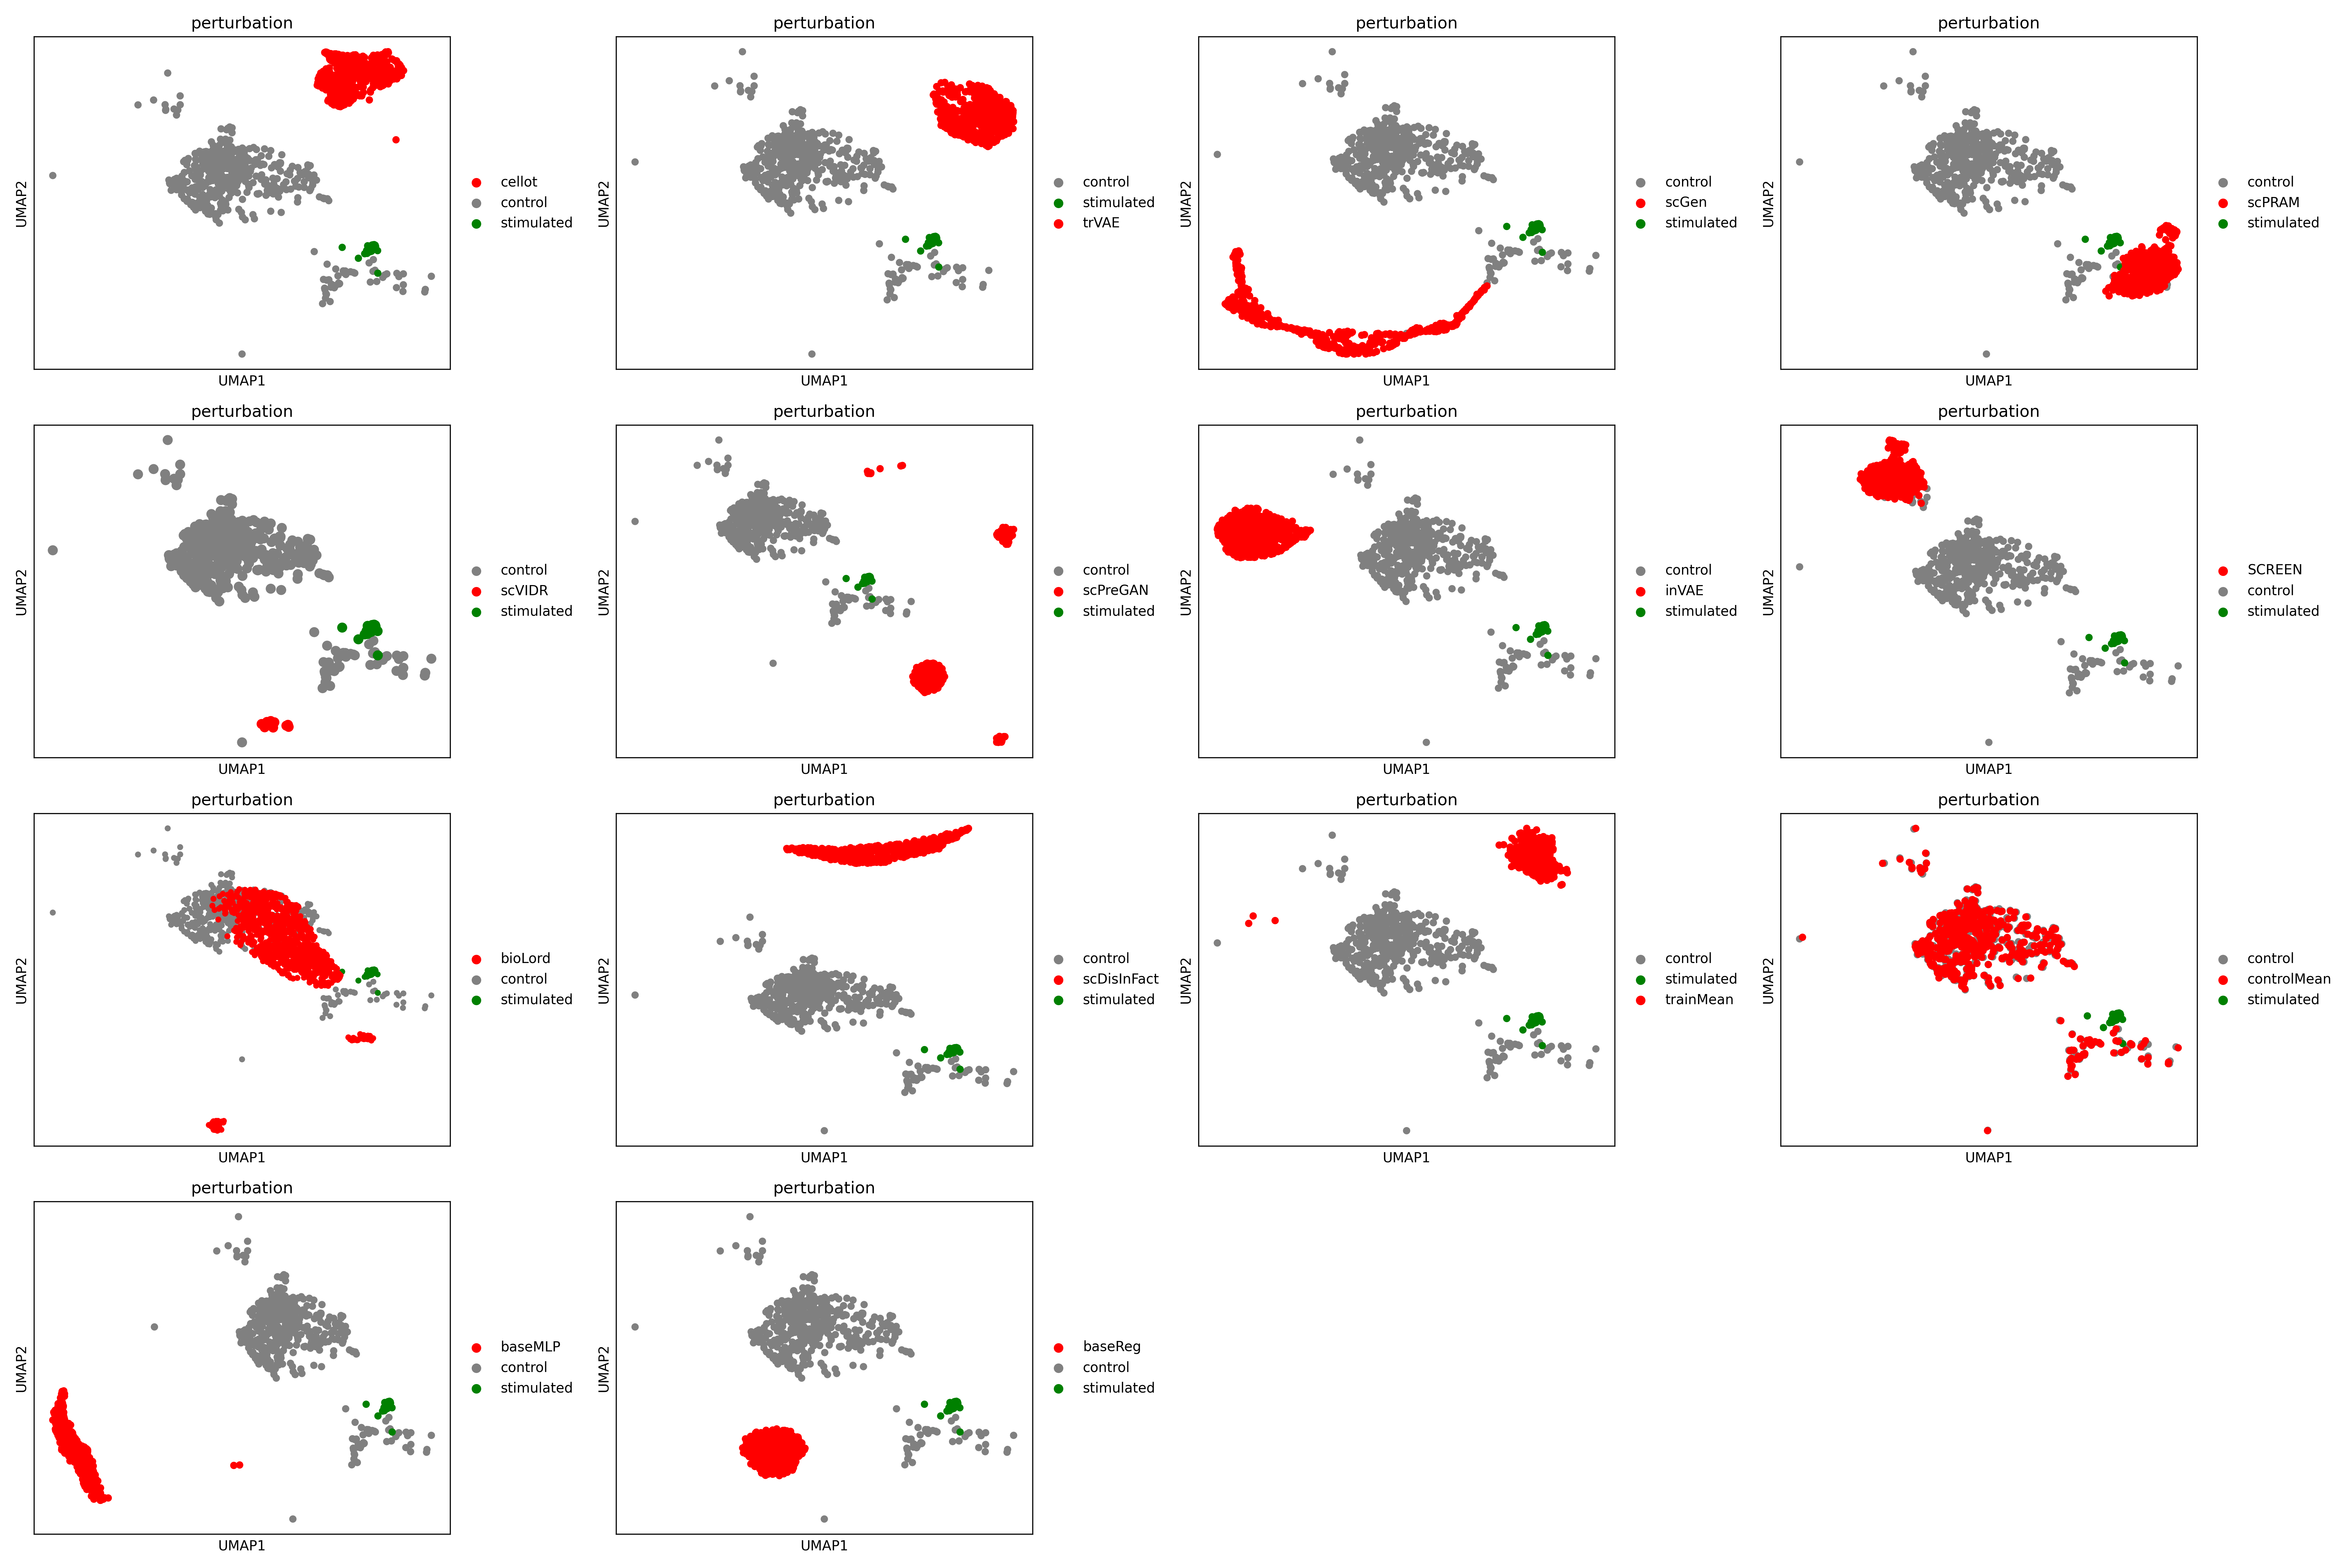 perturbation
UMAP2
UMAP1
cellot
control
stimulated
perturbation
UMAP2
UMAP1
control
stimulated
trVAE
perturbation
UMAP2
UMAP1
control
scGen
stimulated
perturbation
UMAP2
UMAP1
control
scPRAM
stimulated
perturbation
UMAP2
UMAP1
control
scVIDR
stimulated
perturbation
UMAP2
UMAP1
control
scPreGAN
stimulated
perturbation
UMAP2
UMAP1
control
inVAE
stimulated
perturbation
UMAP2
UMAP1
SCREEN
control
stimulated
perturbation
UMAP2
UMAP1
bioLord
control
stimulated
perturbation
UMAP2
UMAP1
control
scDisInFact
stimulated
perturbation
UMAP2
UMAP1
control
stimulated
trainMean
perturbation
UMAP2
UMAP1
control
controlMean
stimulated
perturbation
UMAP2
UMAP1
baseMLP
control
stimulated
perturbation
UMAP2
UMAP1
baseReg
control
stimulated